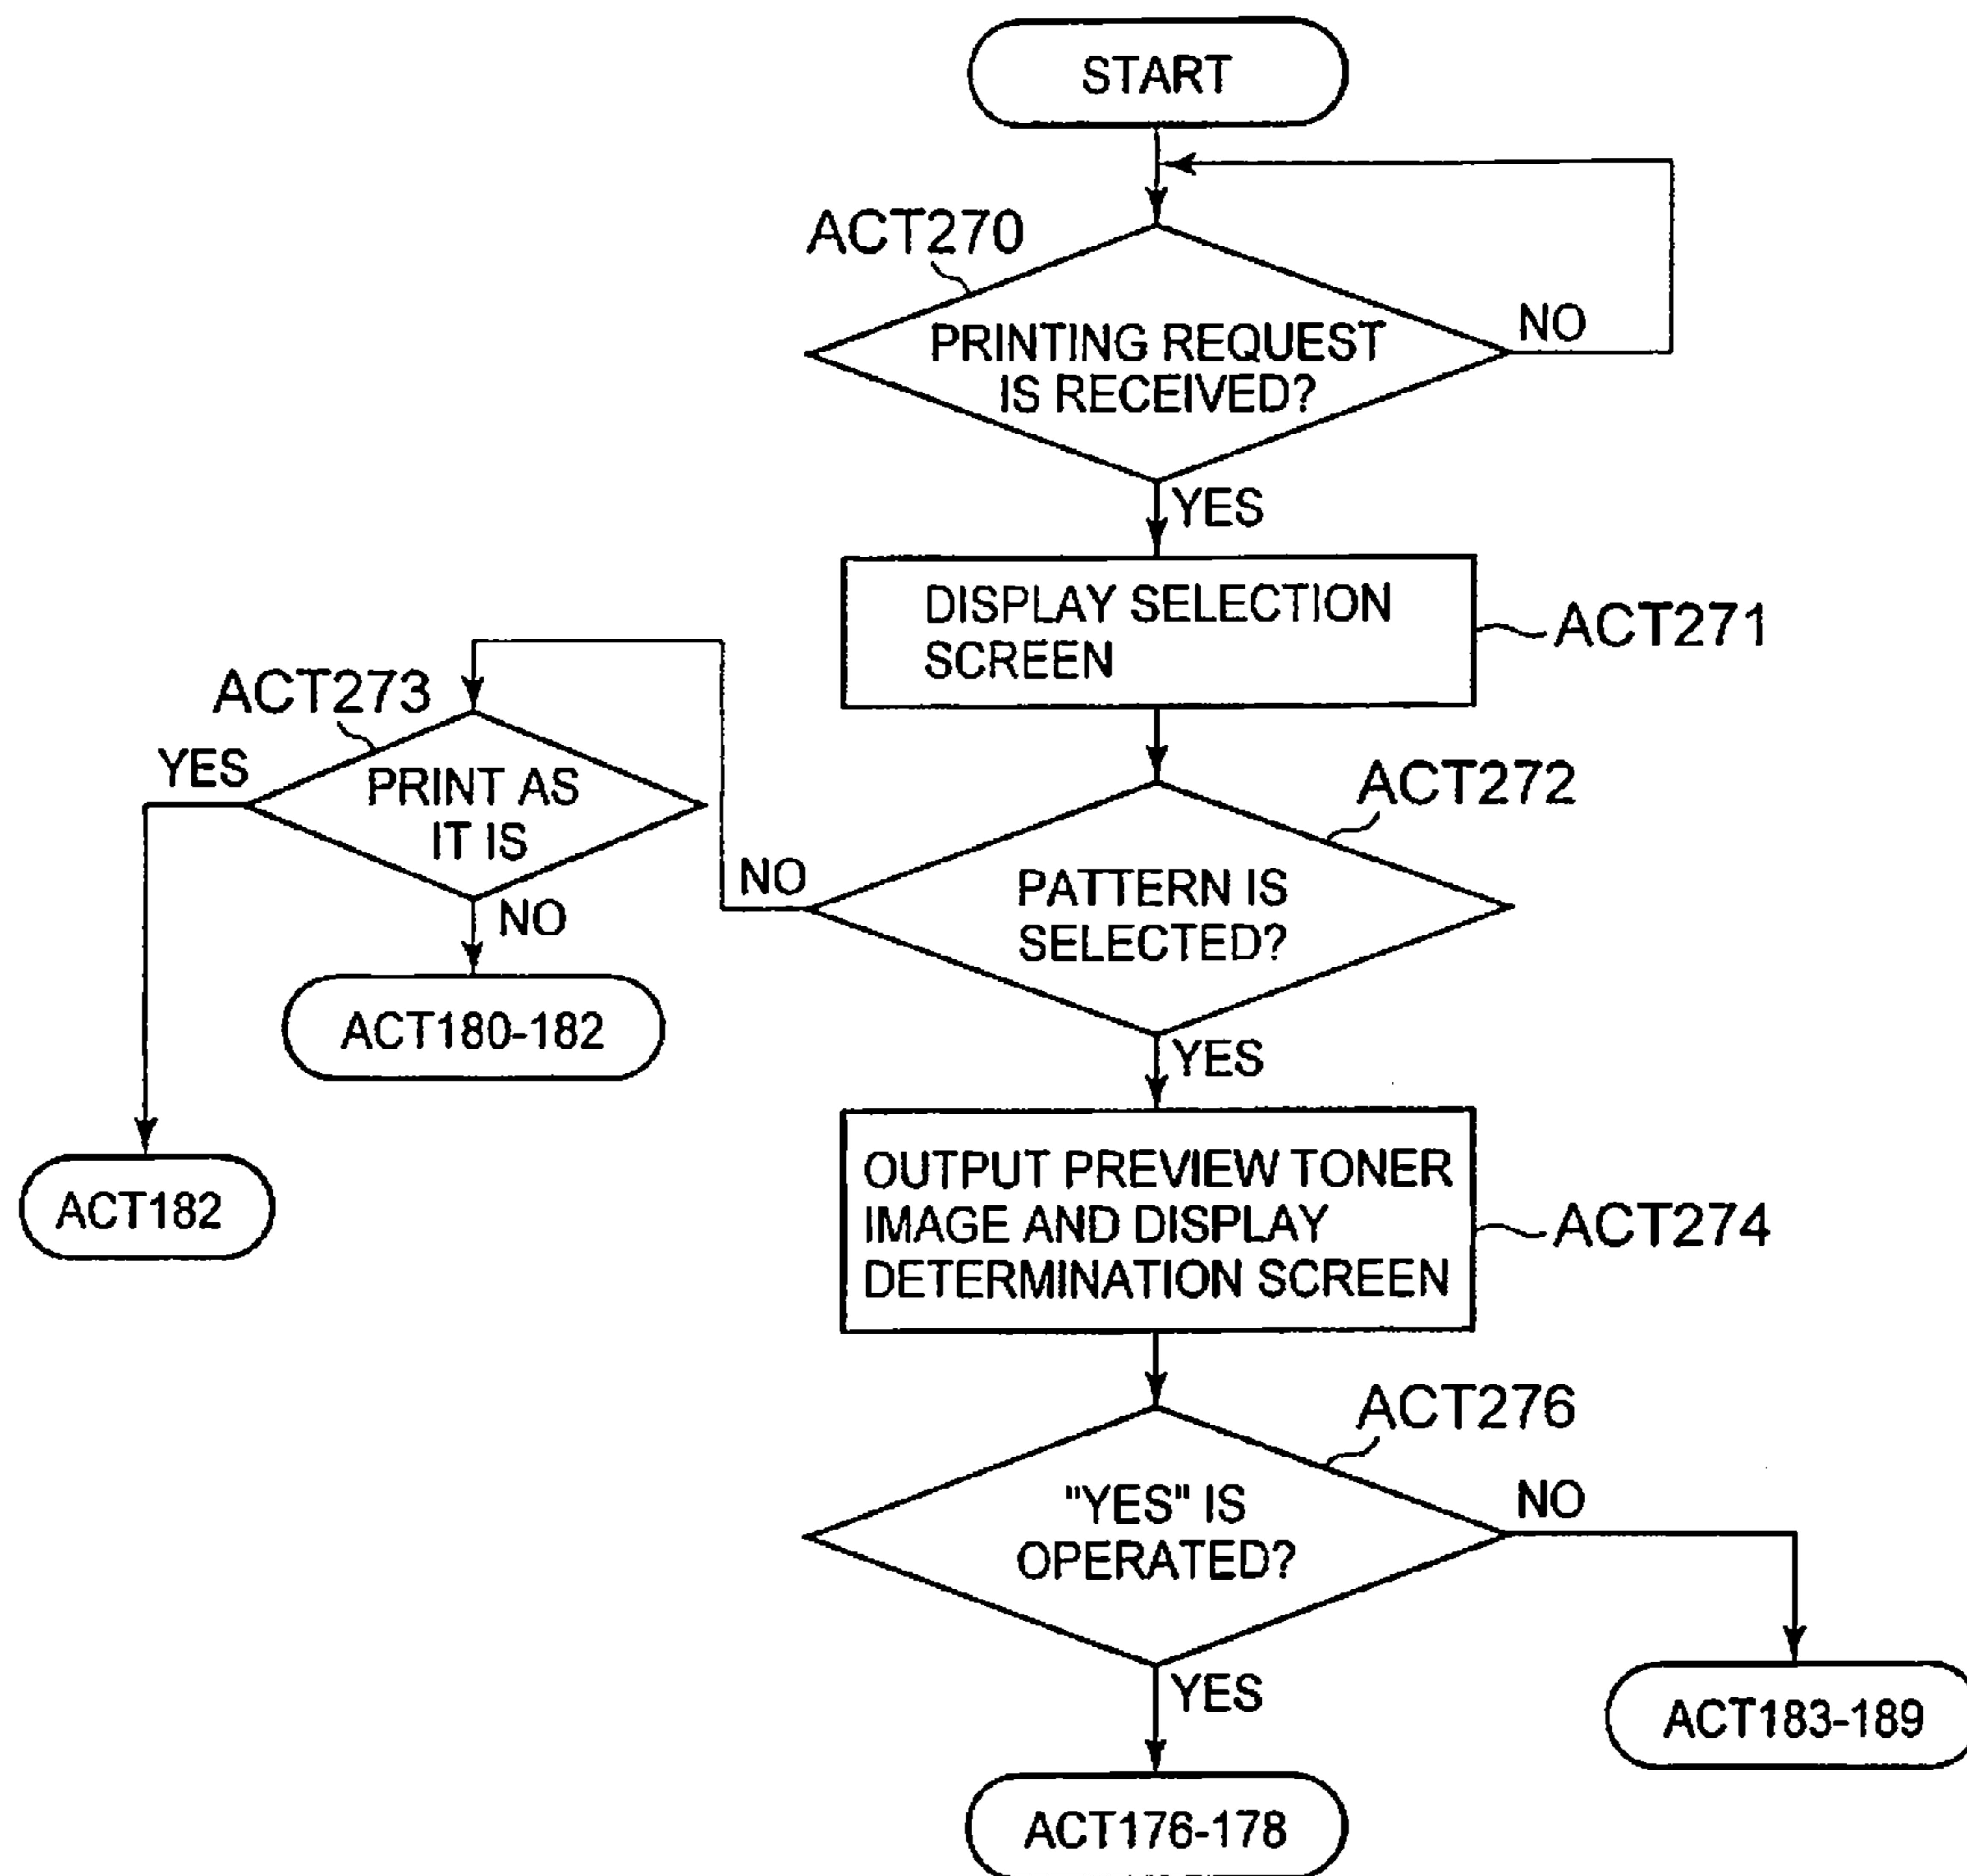 START
ACT270
PRINTING REQUEST
IS RECEIVED?
NO
YES
DISPLAY SELECTION
SCREEN
ACT271
ACT273
YES
PRINT AS
IT IS
NO
ACT180-182
ACT182
ACT272
NO
PATTERN IS
SELECTED?
YES
OUTPUT PREVIEW TONER
IMAGE AND DISPLAY
DETERMINATION SCREEN
ACT274
ACT276
"YES" IS
OPERATED?
NO
YES
ACT183-189
ACT176-178